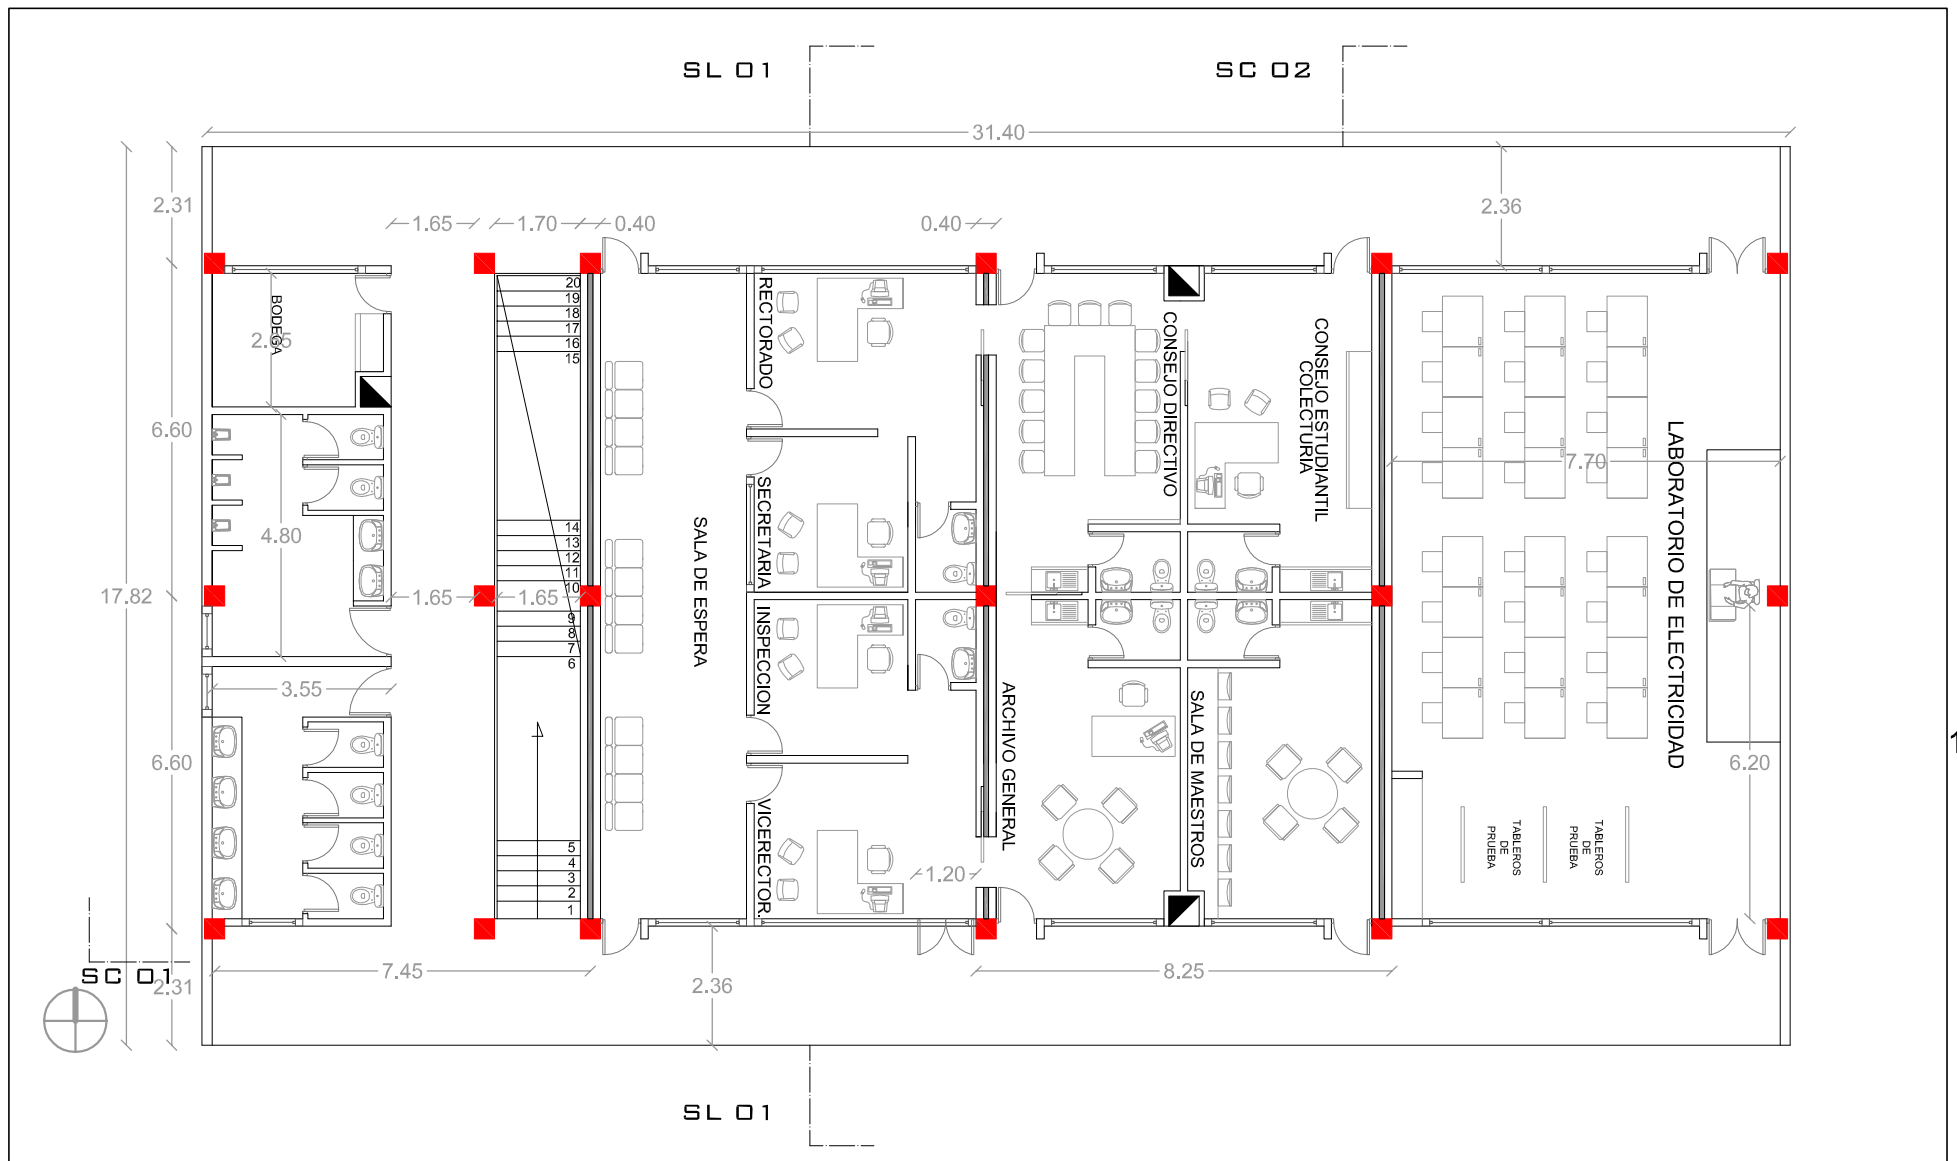 SL 01
SC 02
31.40
2.31
2.36
1.65
1.70
0.40
0.40
BODEGA
20
19
18
17
16
15
RECTORADO
CONSEJO DIRECTIVO
CONSEJO ESTUDIANTIL
COLECTURIA
LABORATORIO DE ELECTRICIDAD
6.60
7.70
4.80
14
13
12
11
10
9
8
7
6
SALA DE ESPERA
SECRETARIA
17.82
1.65
1.65
INSPECCION
3.55
ARCHIVO GENERAL
SALA DE MAESTROS
6.60
6.20
VICERECTOR.
TABLEROS
DE
PRUEBA
TABLEROS
DE
PRUEBA
5
4
3
2
1
1.20
SC 01
2.31
7.45
2.36
8.25
SL 01